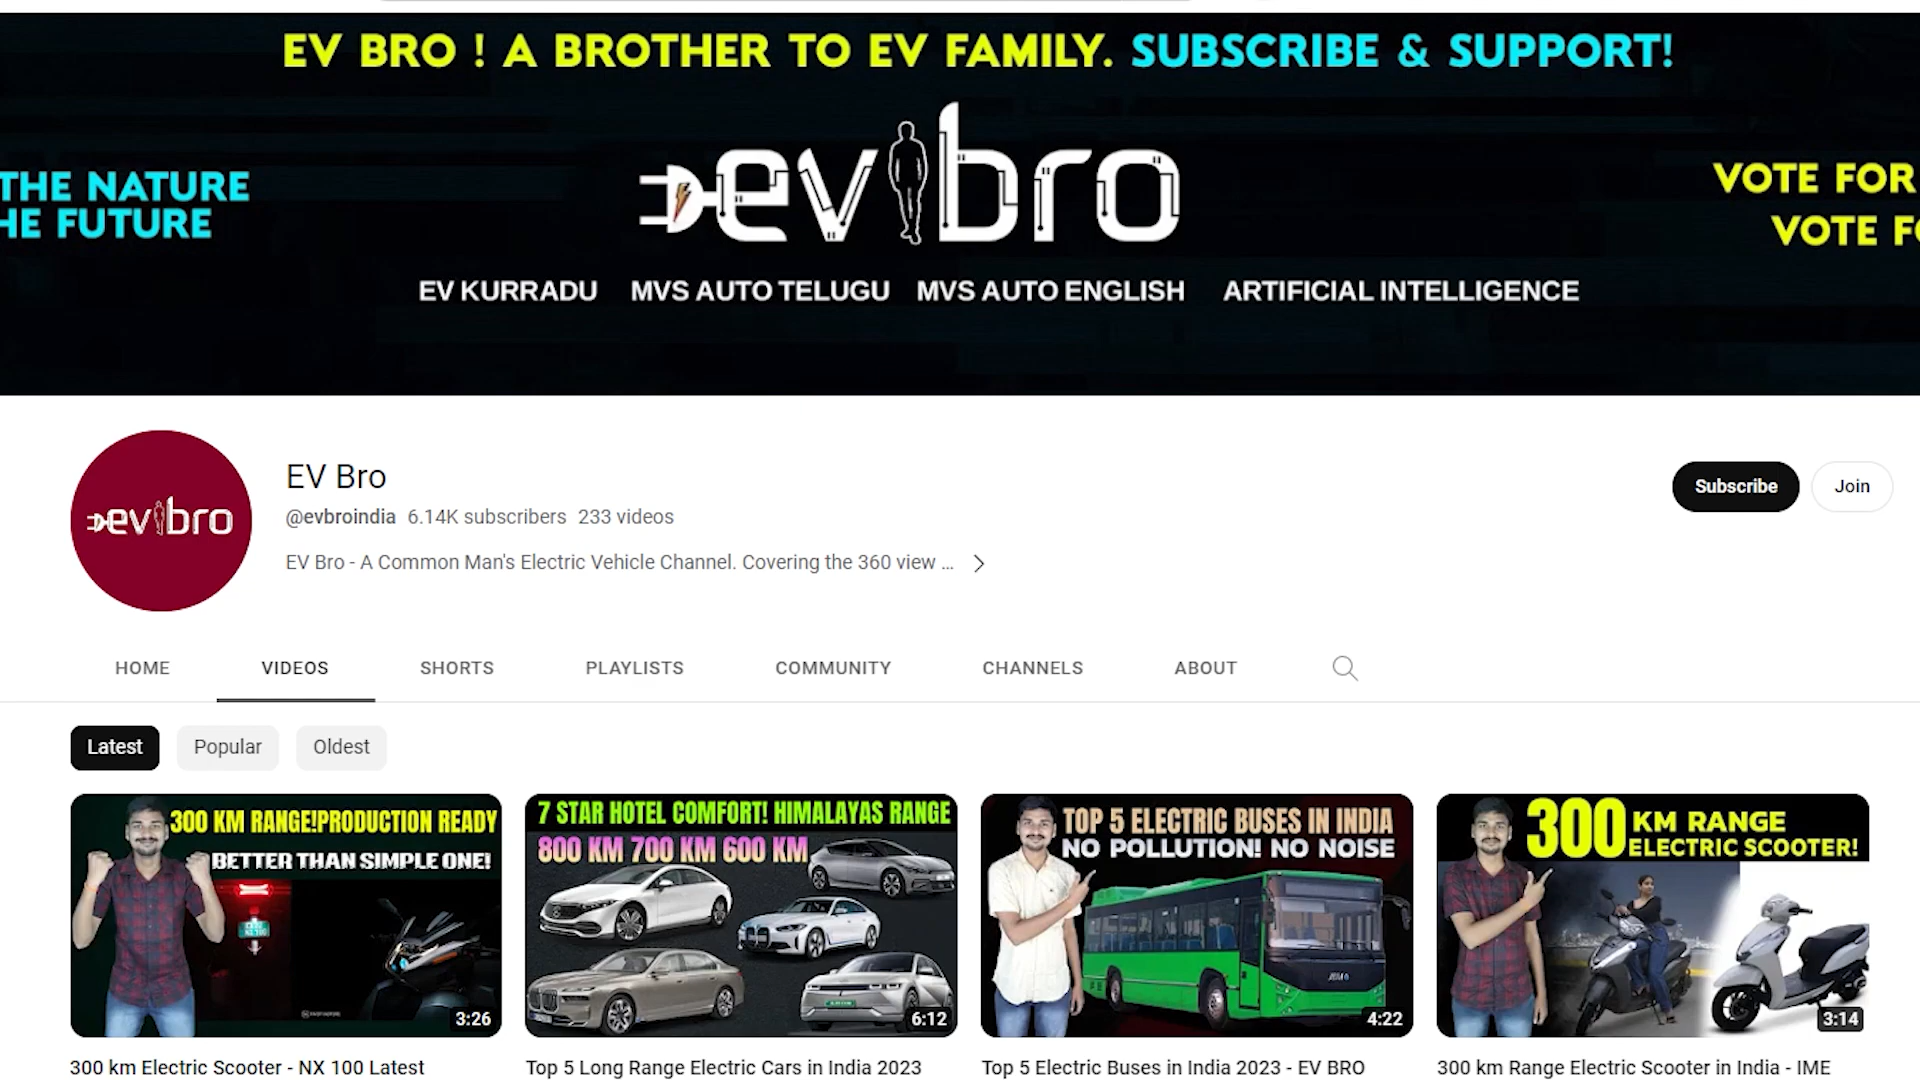 EV BRO ! A BROTHER TO EV FAMILY. SUBSCRIBE & SUPPORT!
THE NATURE
HE FUTURE
evbro
VOTE FOR
VOTE FO
EV KURRADU MVS AUTO TELUGU MVS AUTO ENGLISH ARTIFICIAL INTELLIGENCE
evbro
EV Bro
@evbroindia 6.14K subscribers 233 videos
EV Bro - A Common Man's Electric Vehicle Channel. Covering the 360 view ...
Subscribe
Join
HOME VIDEOS SHORTS PLAYLISTS COMMUNITY CHANNELS ABOUT
Latest Popular Oldest
300 KM RANGE!PRODUCTION READY
BETTER THAN SIMPLE ONE!
3:26
7 STAR HOTEL COMFORT! HIMALAYAS RANGE
800 KM 700 KM 600 KM
6:12
TOP 5 ELECTRIC BUSES IN INDIA
NO POLLUTION! NO NOISE
JBM
4:22
300 KM RANGE
ELECTRIC SCOOTER!
3:14
300 km Electric Scooter - NX 100 Latest
Top 5 Long Range Electric Cars in India 2023
Top 5 Electric Buses in India 2023 - EV BRO
300 km Range Electric Scooter in India - IME